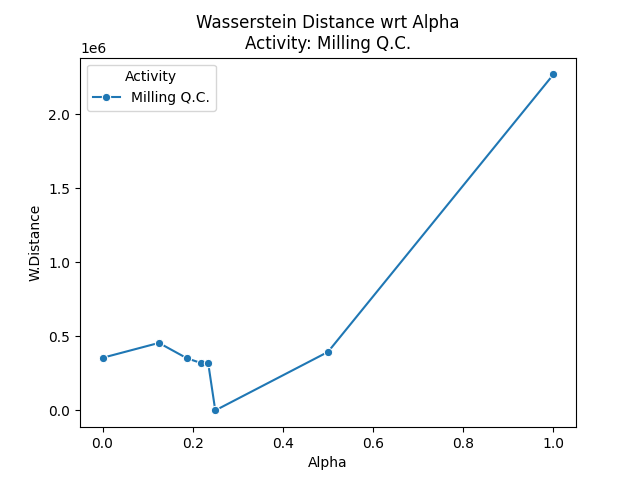 Wasserstein Distance wrt Alpha
Activity: Milling Q.C.
1e6
Activity
Milling Q.C.
2.0
1.5
1.0
0.5
0.0
W.Distance
0.0 0.2 0.4 0.6 0.8 1.0
Alpha